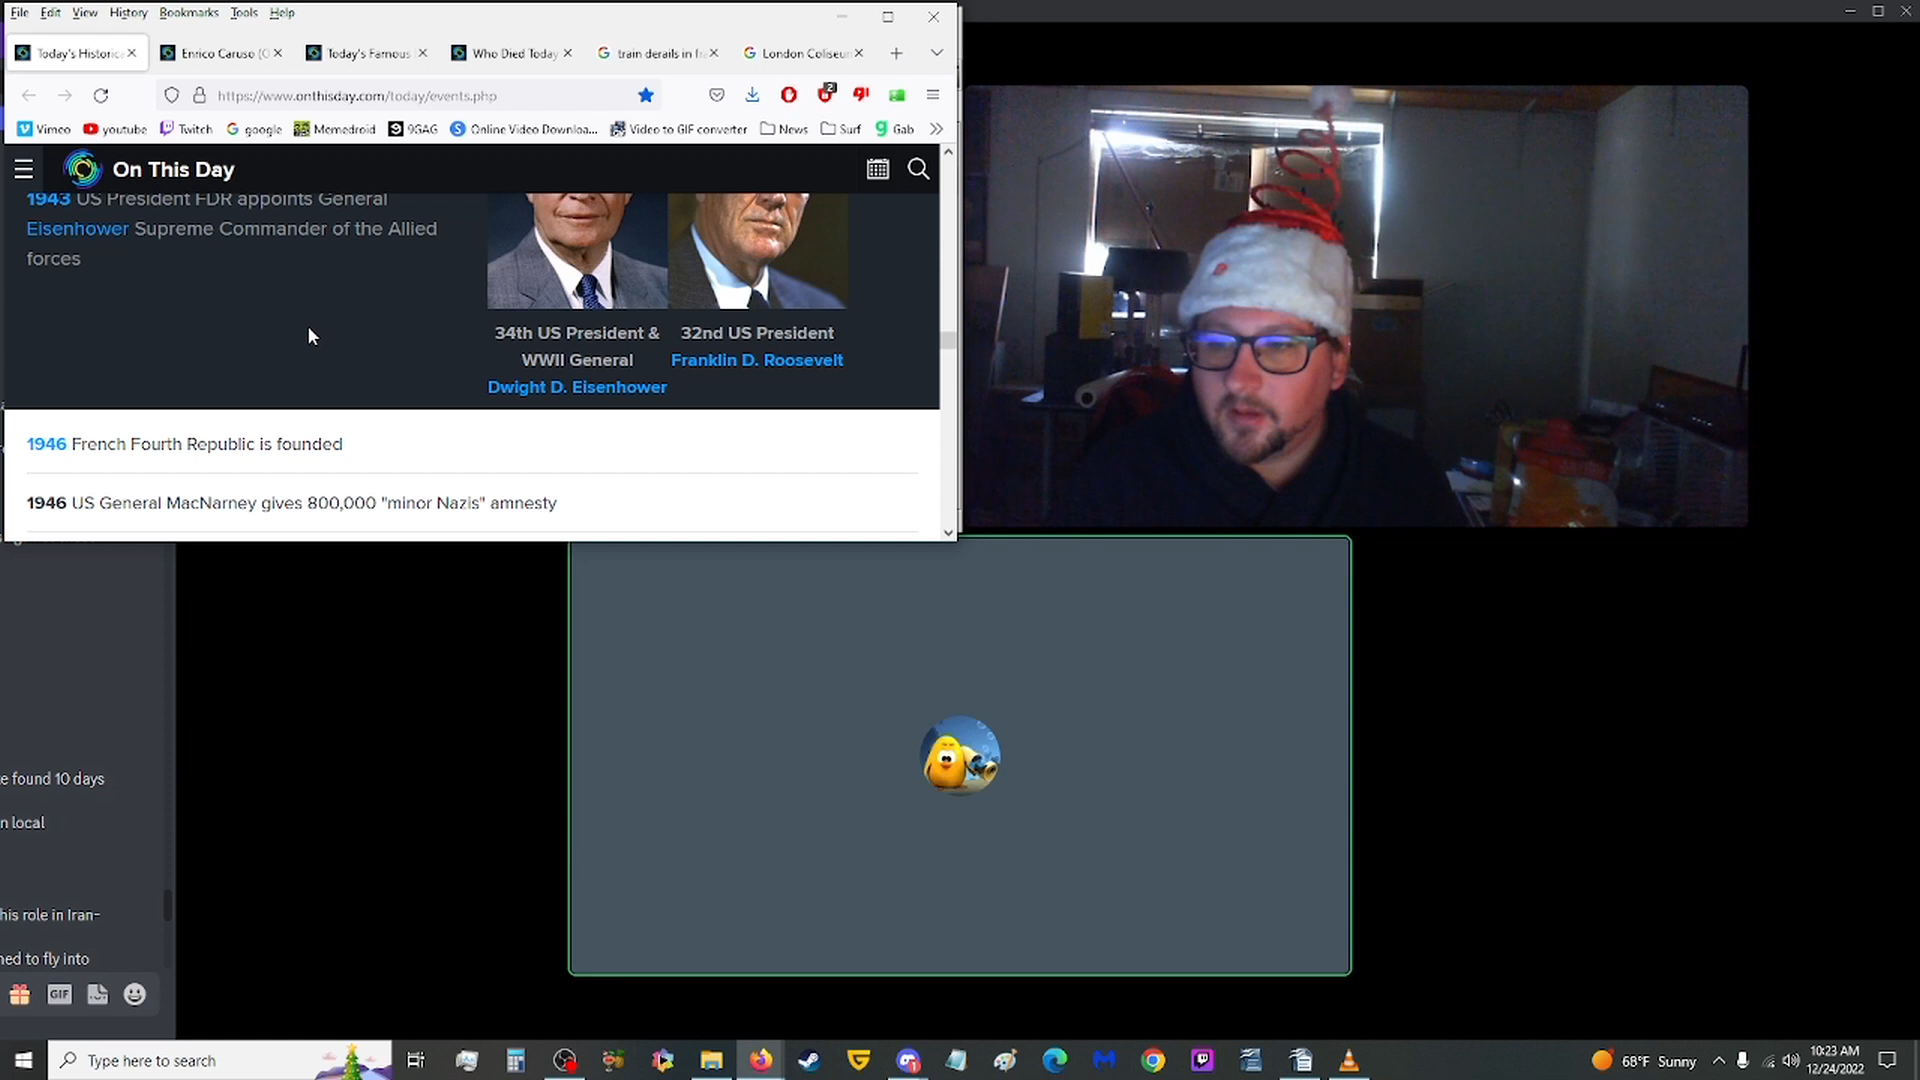 File Edit View History Bookmarks Tools Help
Today's Historica
Enrico Caruso (O
Today's Famous
Who Died Today
train derails in fr
London Coliseun
https://www.onthisday.com/today/events.php
2
Vimeo youtube Twitch google Memedroid 9GAG Online Video Downloa... Video to GIF converter News Surf Gab
On This Day
1943 US President FDR appoints General
Eisenhower Supreme Commander of the Allied
forces
34th US President &
WWII General
Dwight D. Eisenhower
32nd US President
Franklin D. Roosevelt
1946 French Fourth Republic is founded
1946 US General MacNarney gives 800,000 "minor Nazis" amnesty
e found 10 days
n local
his role in Iran-
ned to fly into
GIF
Type here to search
68°F Sunny
10:23 AM
12/24/2022